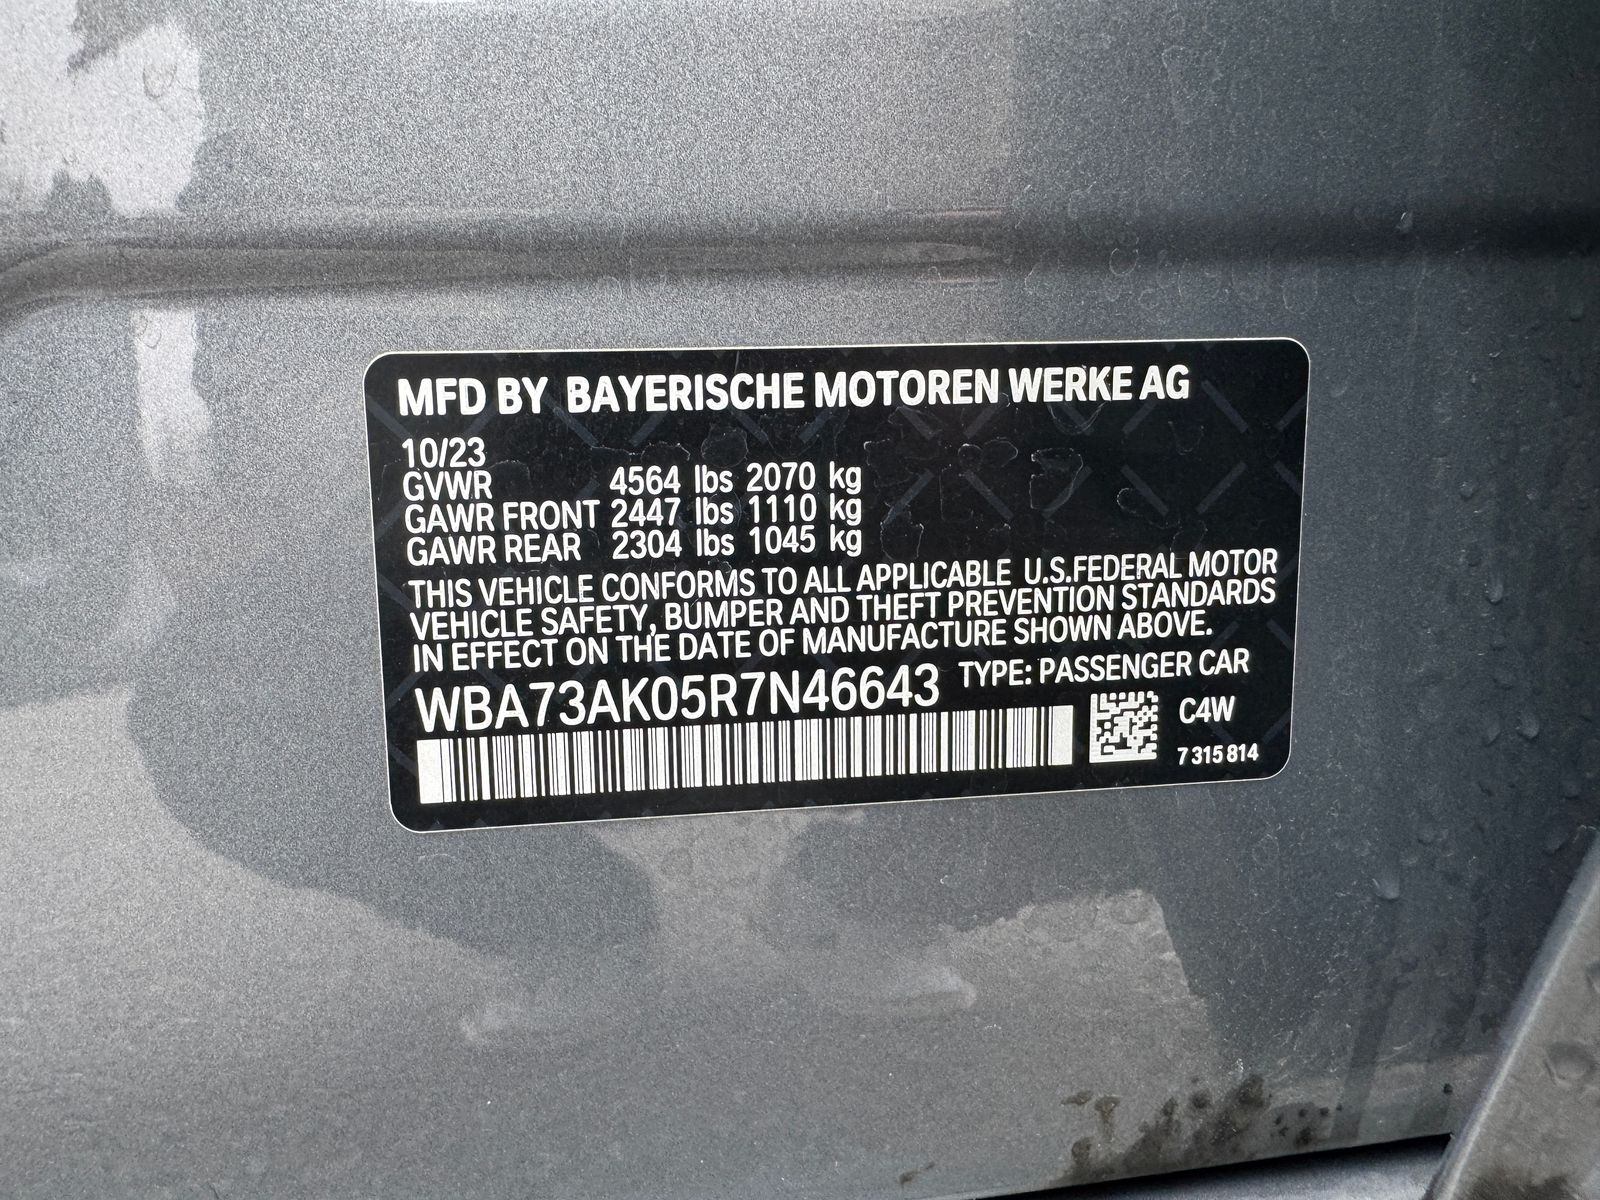 MFD BY BAYERISCHE MOTOREN WERKE AG
10/23
GVWR 4564 lbs 2070 kg
GAWR FRONT 2447 lbs 1110 kg
GAWR REAR 2304 lbs 1045 kg
THIS VEHICLE CONFORMS TO ALL APPLICABLE U.S.FEDERAL MOTOR
VEHICLE SAFETY, BUMPER AND THEFT PREVENTION STANDARDS
IN EFFECT ON THE DATE OF MANUFACTURE SHOWN ABOVE.
WBA73AK05R7N46643 TYPE: PASSENGER CAR
C4W
7 315 814